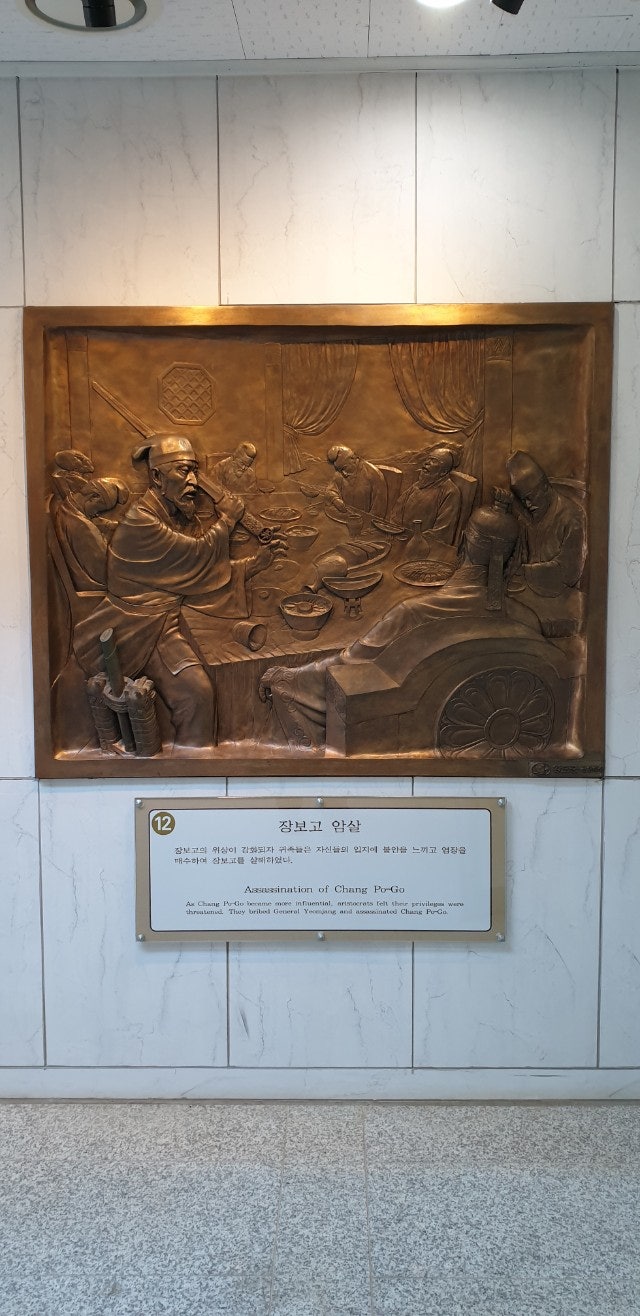 12
장보고 암살
장보고의 위상이 강화되자 귀족들은 자신들의 입지에 불안을 느끼고 염장을
매수하여 장보고를 살해하였다.
Assassination of Chang Po-Go
As Chang Po-Go became more influential, aristocrats felt their privileges were
threatened. They bribed General Yeomjang and assassinated Chang Po-Go.